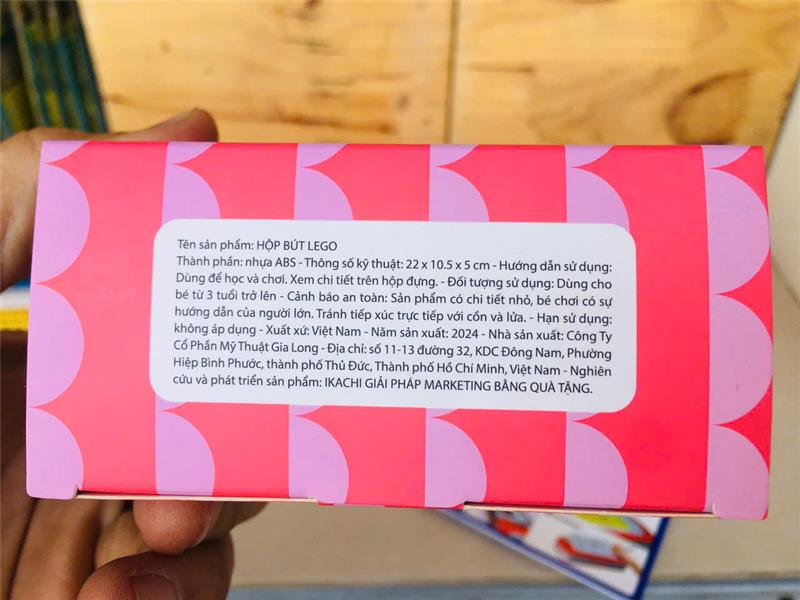 Tên sản phẩm: HỘP BÚT LEGO
Thành phần: nhựa ABS - Thông số kỹ thuật: 22 x 10.5 x 5 cm - Hướng dẫn sử dụng:
Dùng để học và chơi. Xem chi tiết trên hộp đựng. - Đối tượng sử dụng: Dùng cho
bé từ 3 tuổi trở lên - Cảnh báo an toàn: Sản phẩm có chi tiết nhỏ, bé chơi có sự
hướng dẫn của người lớn. Tránh tiếp xúc trực tiếp với cồn và lửa. - Hạn sử dụng:
không áp dụng - Xuất xứ: Việt Nam - Năm sản xuất: 2024 - Nhà sản xuất: Công Ty
Cổ Phần Mỹ Thuật Gia Long - Địa chỉ: số 11-13 đường 32, KDC Đông Nam, Phường
Hiệp Bình Phước, thành phố Thủ Đức, Thành phố Hồ Chí Minh, Việt Nam - Nghiên
cứu và phát triển sản phẩm: IKACHI GIẢI PHÁP MARKETING BẰNG QUÀ TẶNG.